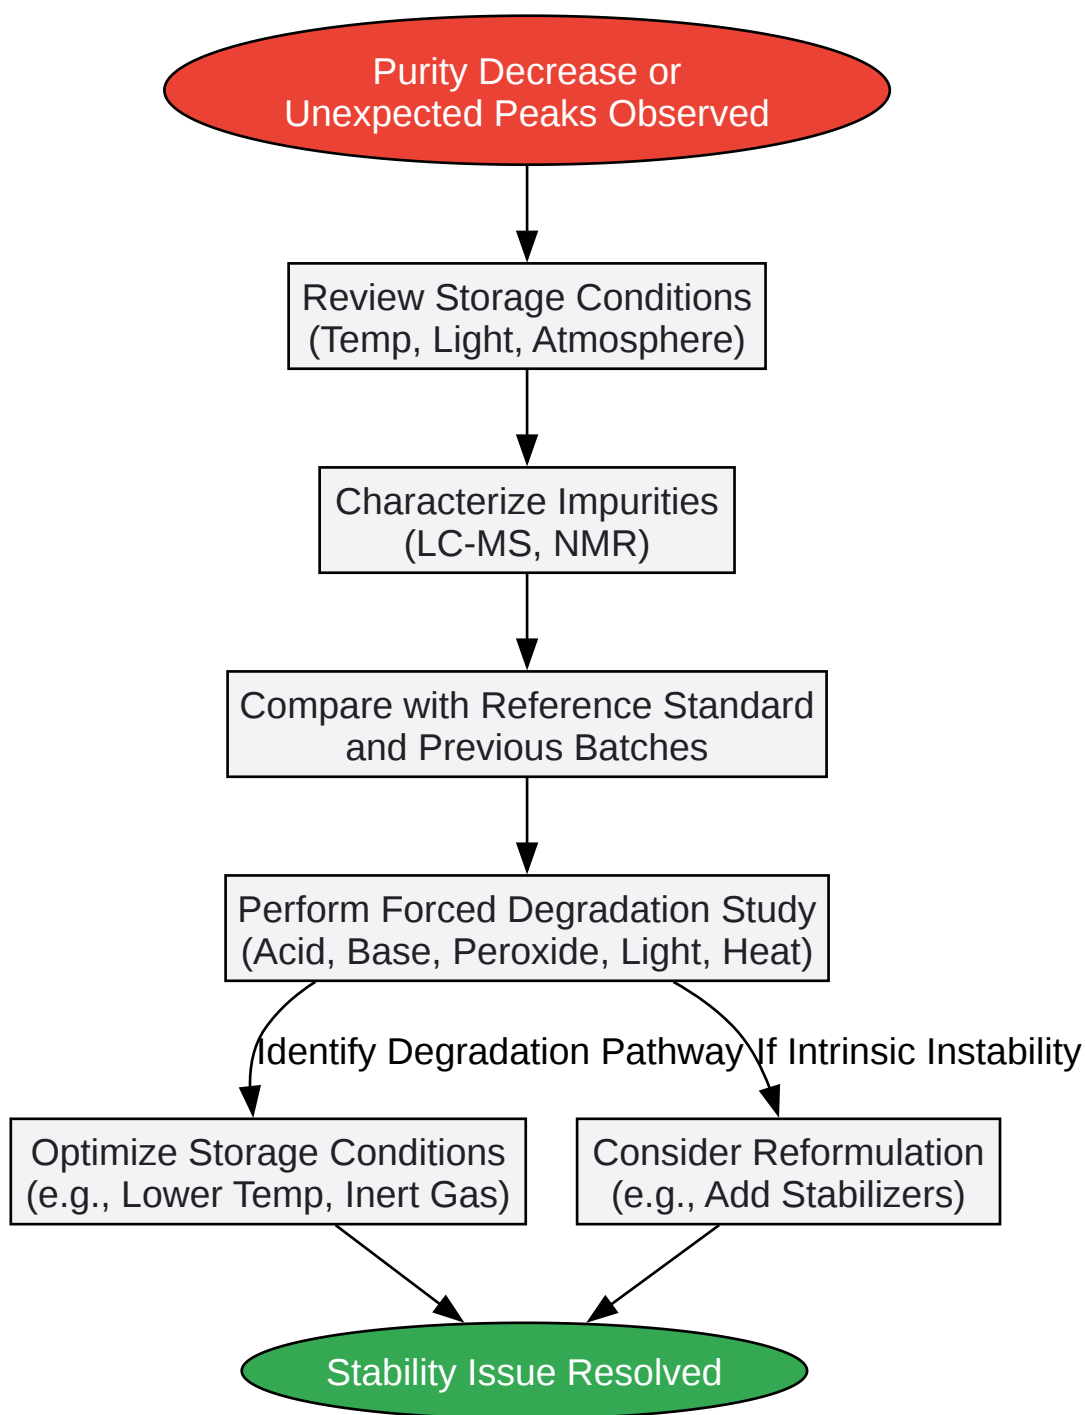 Purity Decrease or
Unexpected Peaks Observed
Review Storage Conditions
(Temp, Light, Atmosphere)
Characterize Impurities
(LC-MS, NMR)
Compare with Reference Standard
and Previous Batches
Perform Forced Degradation Study
(Acid, Base, Peroxide, Light, Heat)
Identify Degradation Pathway
If Intrinsic Instability
Optimize Storage Conditions
(e.g., Lower Temp, Inert Gas)
Consider Reformulation
(e.g., Add Stabilizers)
Stability Issue Resolved